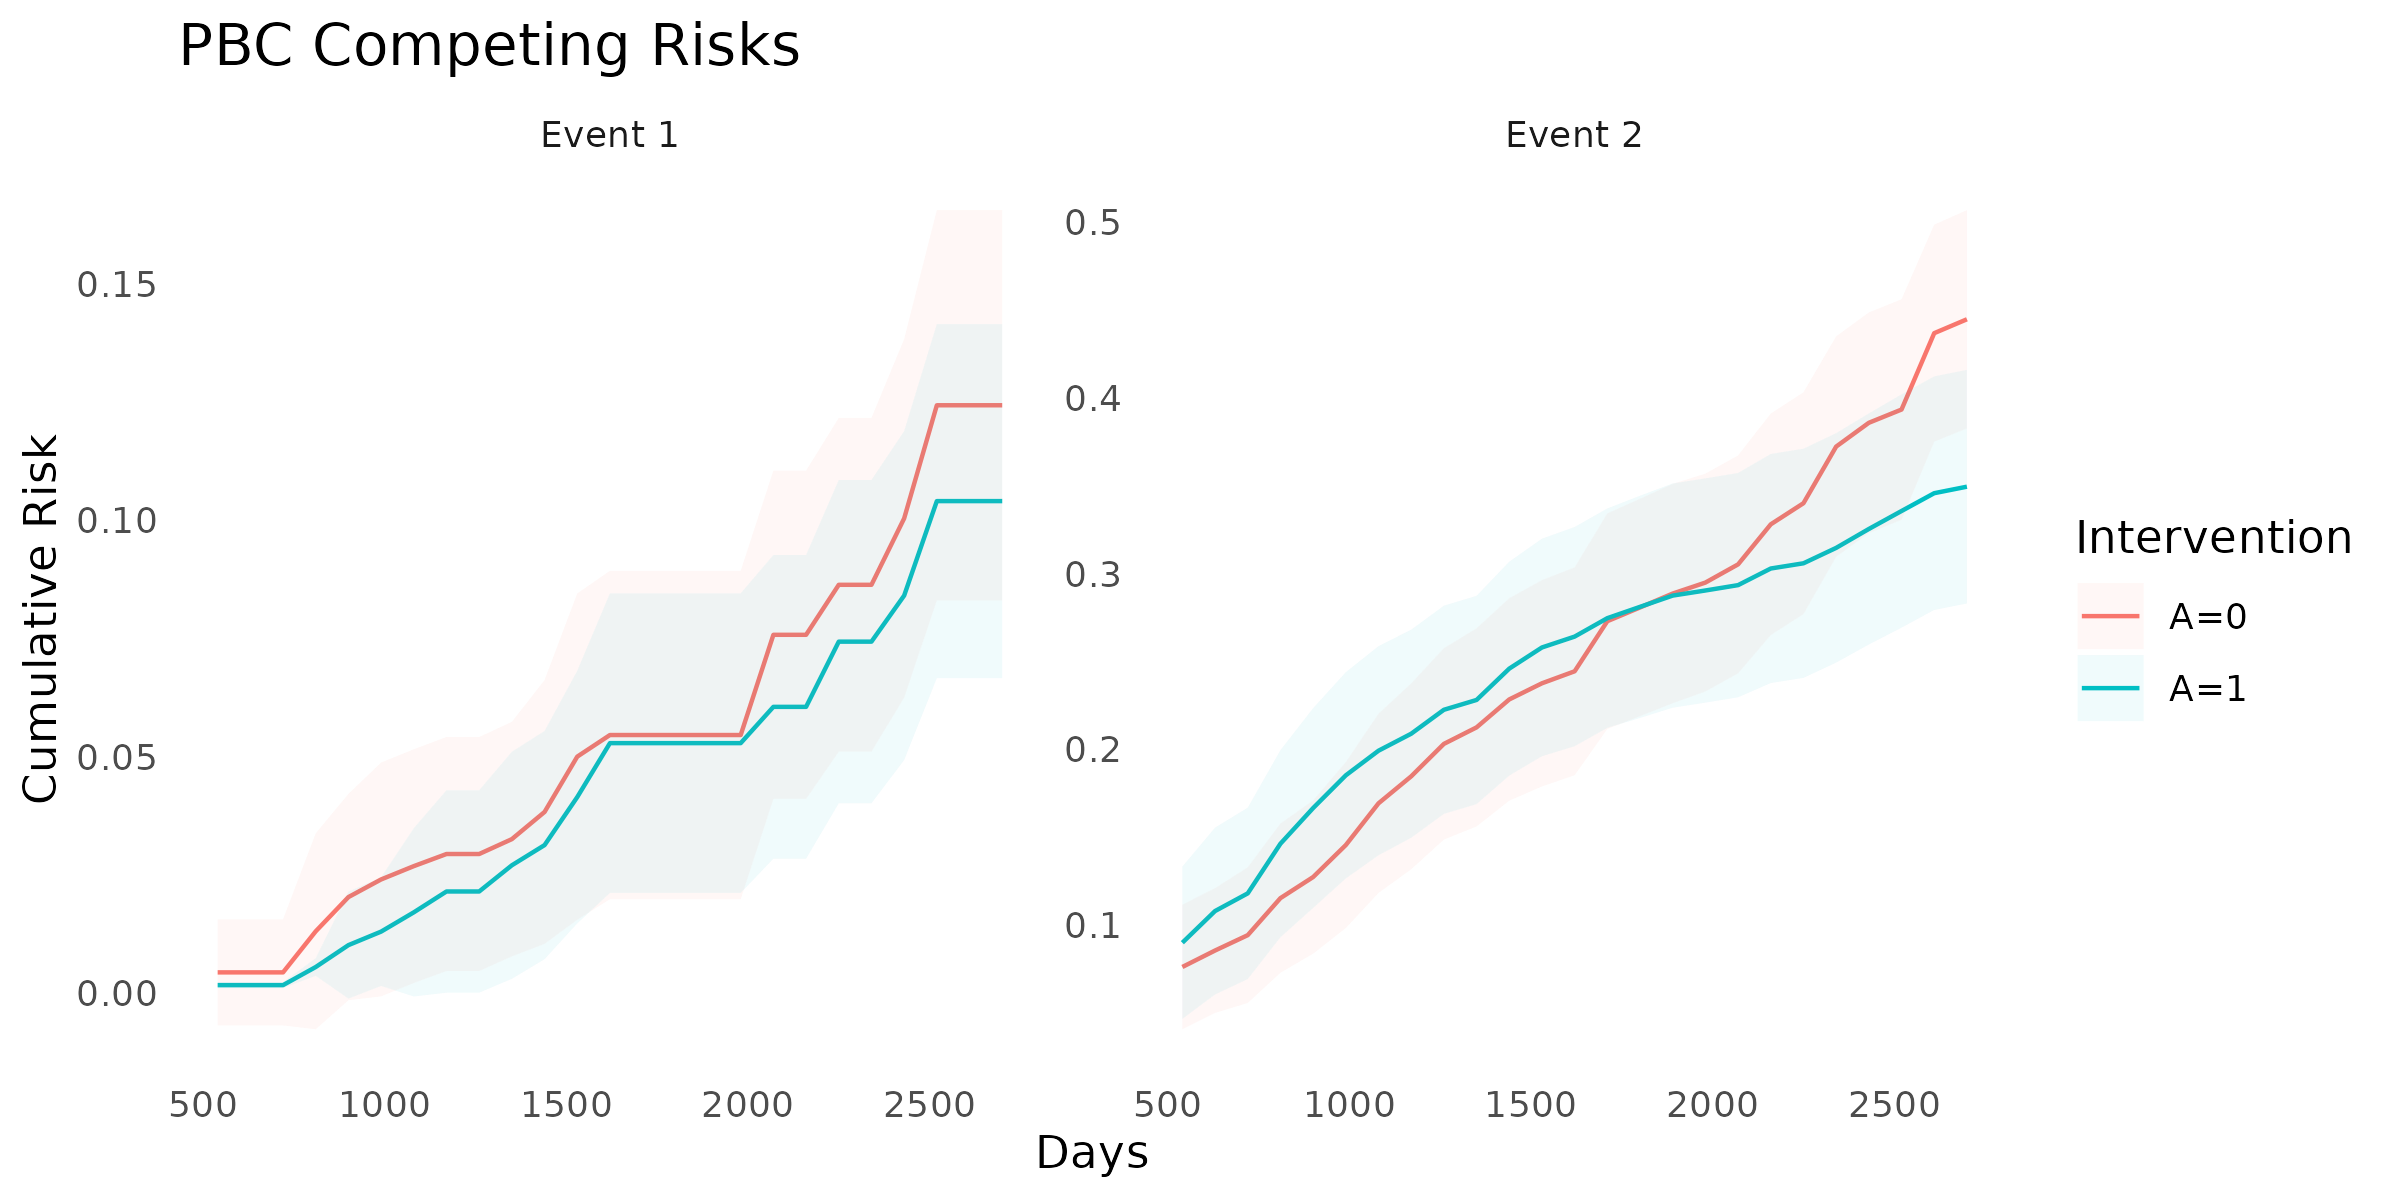 PBC Competing Risks
Event 1
Event 2
Cumulative Risk
0.15
0.10
0.05
0.00
0.5
0.4
0.3
0.2
0.1
500 1000 1500 2000 2500
500 1000 1500 2000 2500
Days
Intervention
A=0
A=1